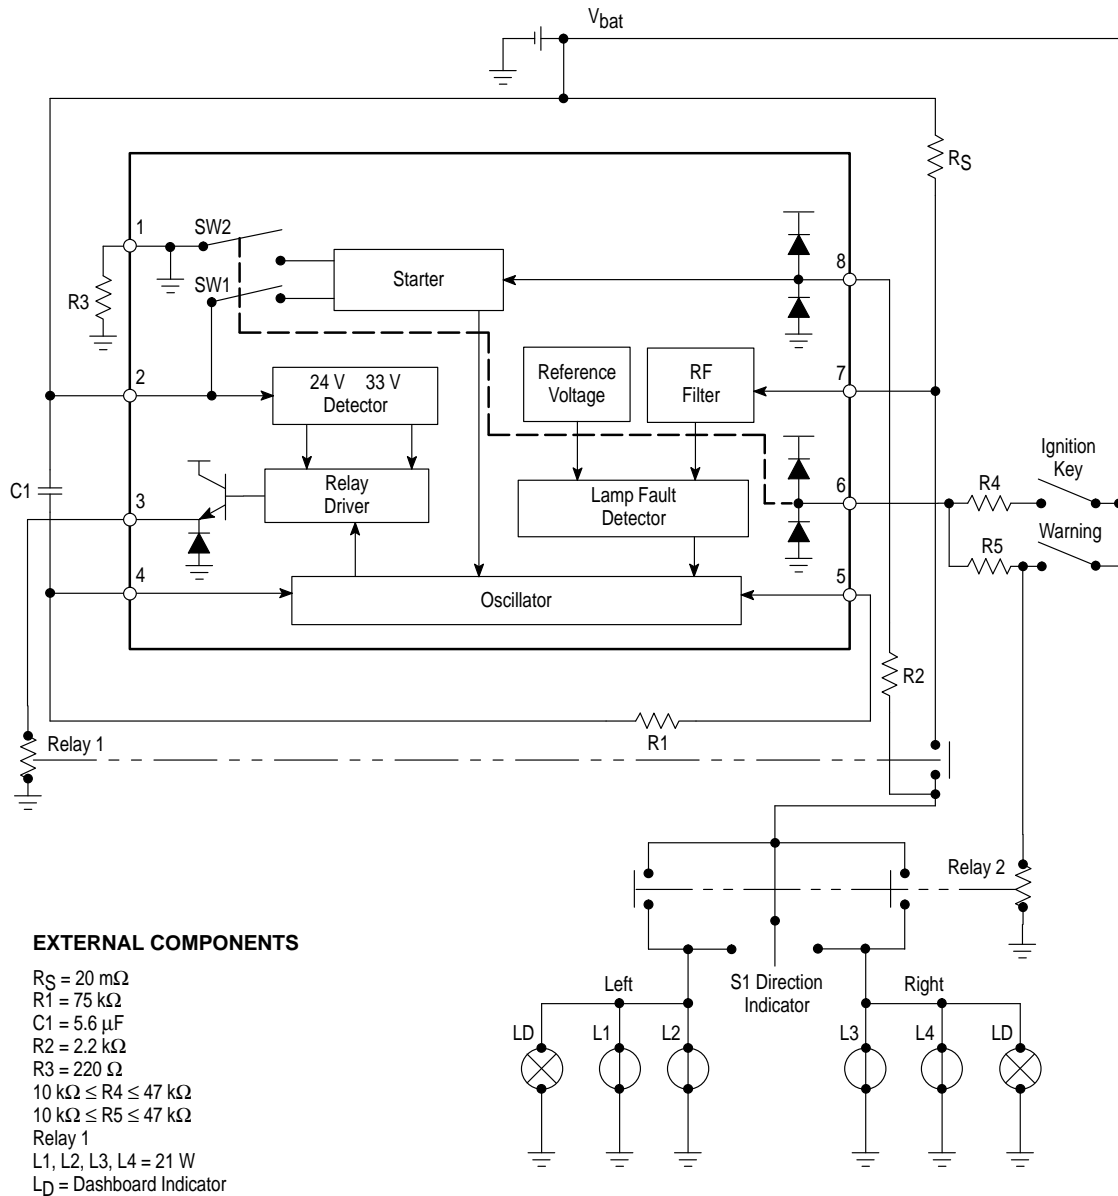 Vbat
RS
1
SW2
SW1
Starter
8
R3
2
24 V 33 V
Detector
Reference
Voltage
RF
Filter
7
C1
3
Relay
Driver
Lamp Fault
Detector
6
R4
Ignition
Key
R5
Warning
4
Oscillator
5
R2
Relay 1
R1
Relay 2
EXTERNAL COMPONENTS
RS = 20 mΩ
R1 = 75 kΩ
C1 = 5.6 μF
R2 = 2.2 kΩ
R3 = 220 Ω
10 kΩ ≤ R4 ≤ 47 kΩ
10 kΩ ≤ R5 ≤ 47 kΩ
Relay 1
L1, L2, L3, L4 = 21 W
LD = Dashboard Indicator
Left
S1 Direction
Indicator
Right
LD
L1
L2
L3
L4
LD